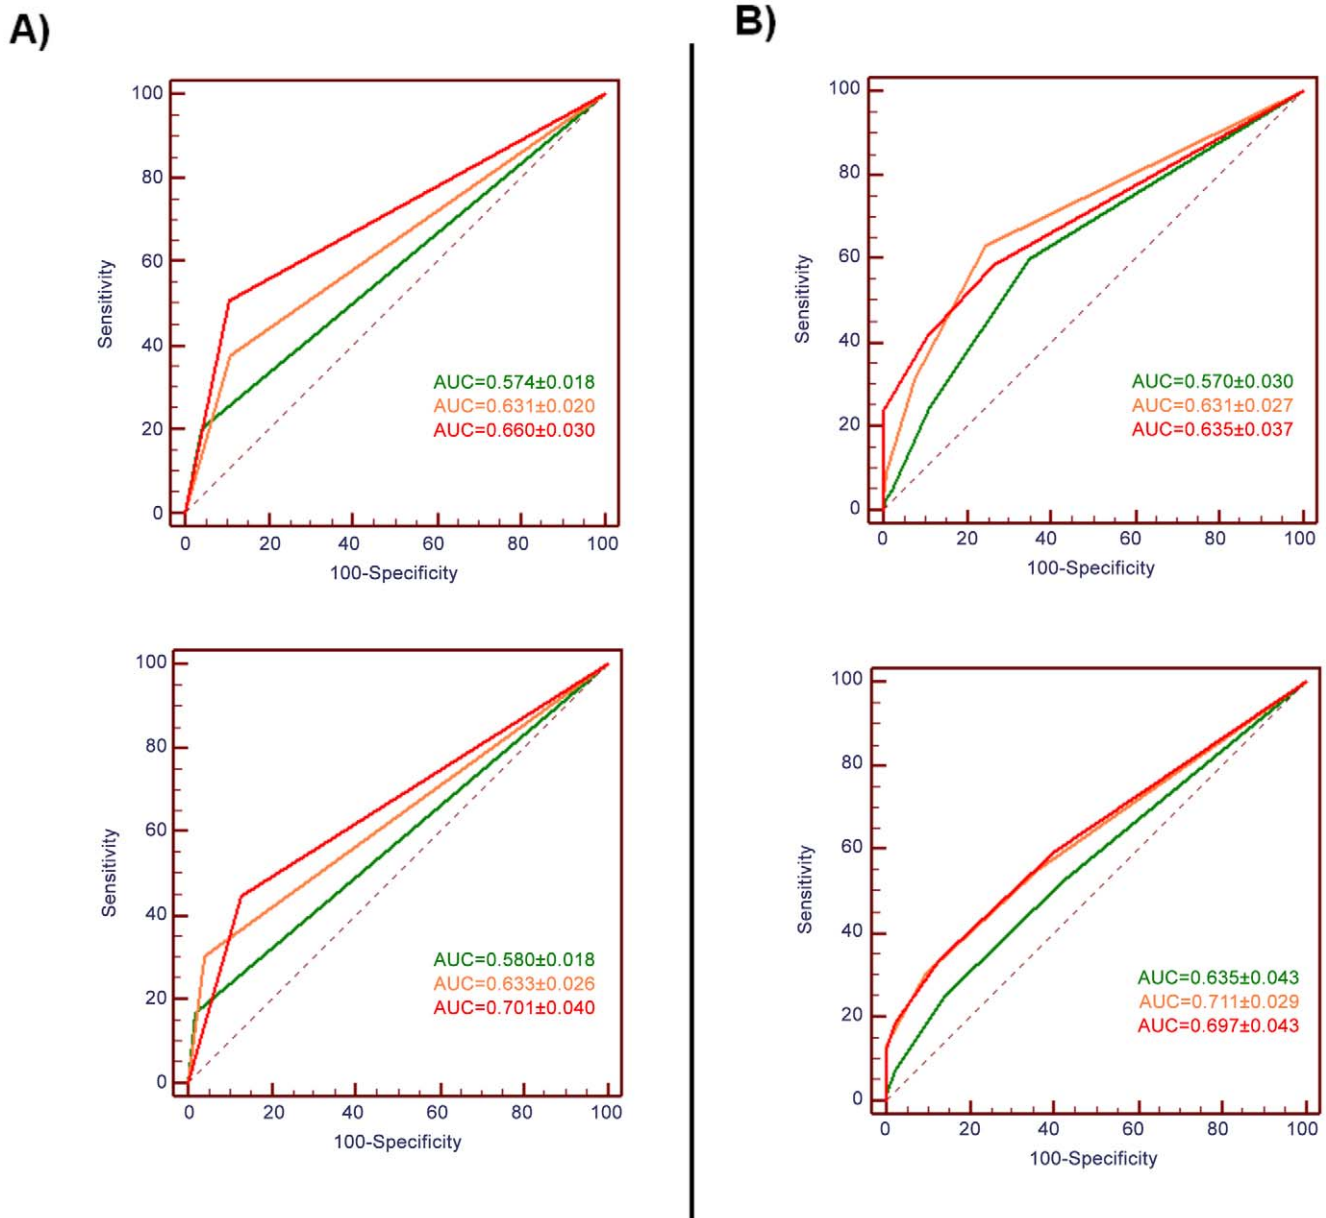 A)
100
80
60
40
20
0
Sensitivity
AUC=0.574±0.018
AUC=0.631±0.020
AUC=0.660±0.030
0 20 40 60 80 100
100-Specificity
100
80
60
40
20
0
Sensitivity
AUC=0.580±0.018
AUC=0.633±0.026
AUC=0.701±0.040
0 20 40 60 80 100
100-Specificity
B)
100
80
60
40
20
0
Sensitivity
AUC=0.570±0.030
AUC=0.631±0.027
AUC=0.635±0.037
0 20 40 60 80 100
100-Specificity
100
80
60
40
20
0
Sensitivity
AUC=0.635±0.043
AUC=0.711±0.029
AUC=0.697±0.043
0 20 40 60 80 100
100-Specificity